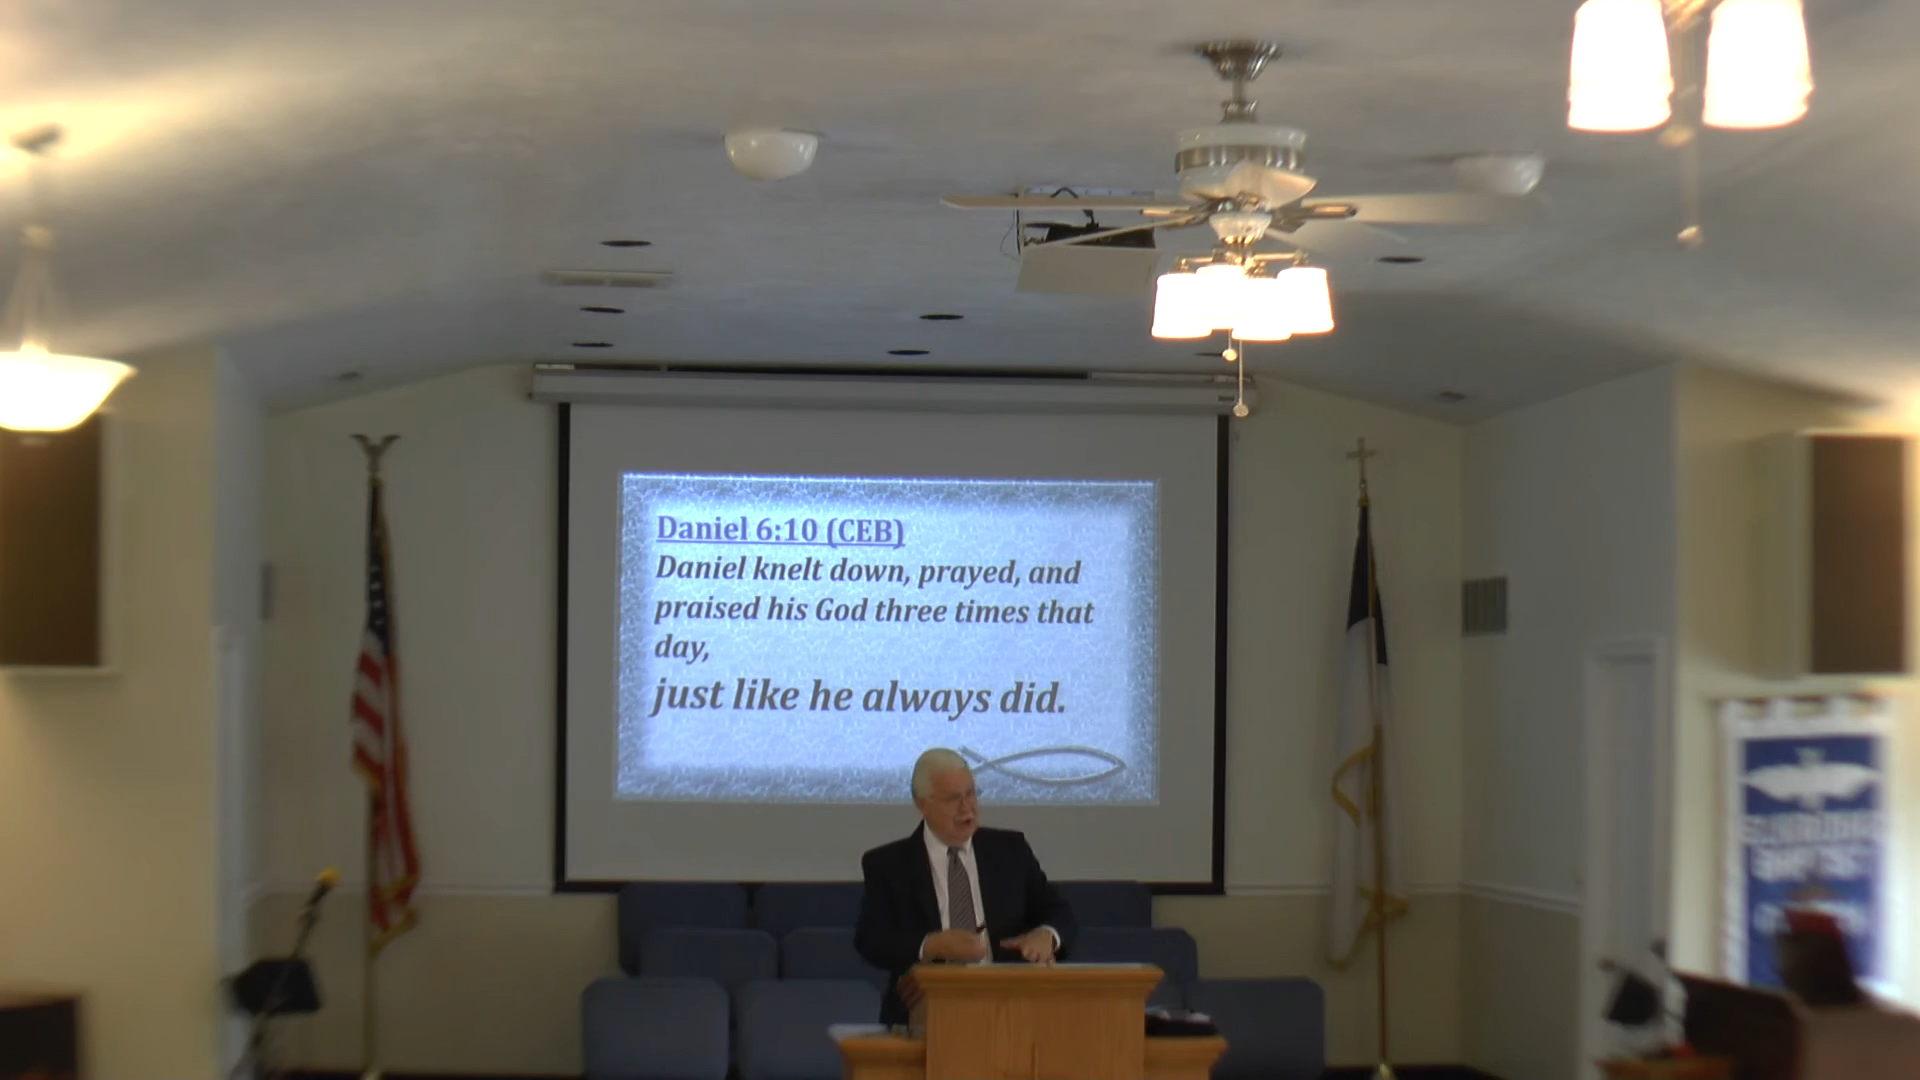 Daniel 6:10 (CEB)
Daniel knelt down, prayed, and
praised his God three times that
day,
just like he always did.